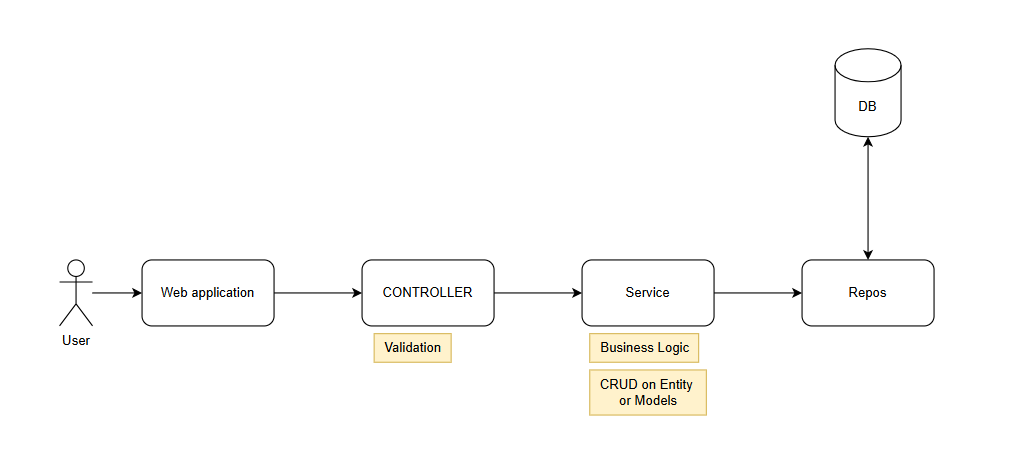 DB
Web application
CONTROLLER
Service
Repos
User
Validation
Business Logic
CRUD on Entity
or Models